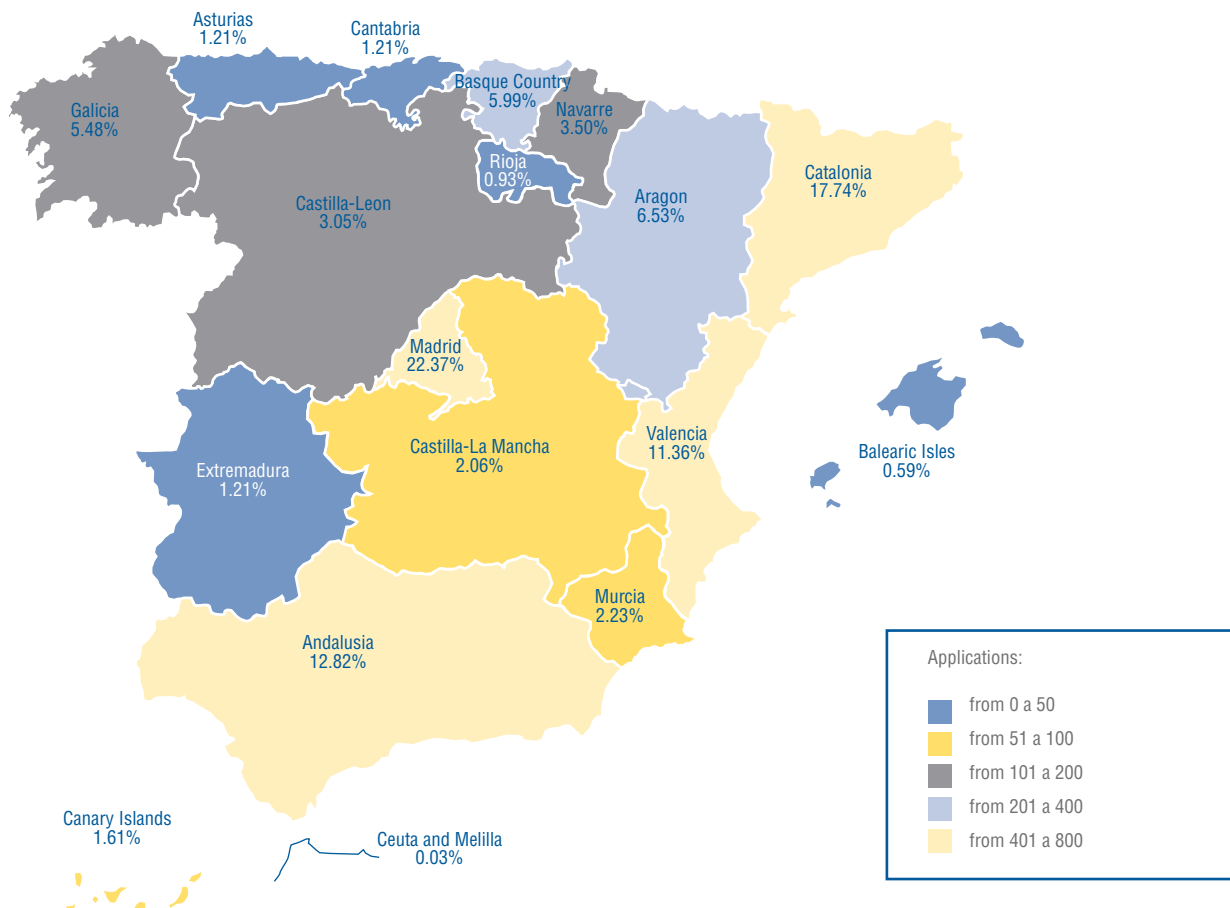 Asturias
1.21%
Cantabria
1.21%
Basque Country
5.99%
Galicia
5.48%
Navarre
3.50%
Rioja
0.93%
Catalonia
17.74%
Castilla-Leon
3.05%
Aragon
6.53%
Madrid
22.37%
Valencia
11.36%
Castilla-La Mancha
2.06%
Balearic Isles
0.59%
Extremadura
1.21%
Murcia
2.23%
Andalusia
12.82%
Canary Islands
1.61%
Ceuta and Melilla
0.03%
Applications:
from 0 a 50
from 51 a 100
from 101 a 200
from 201 a 400
from 401 a 800